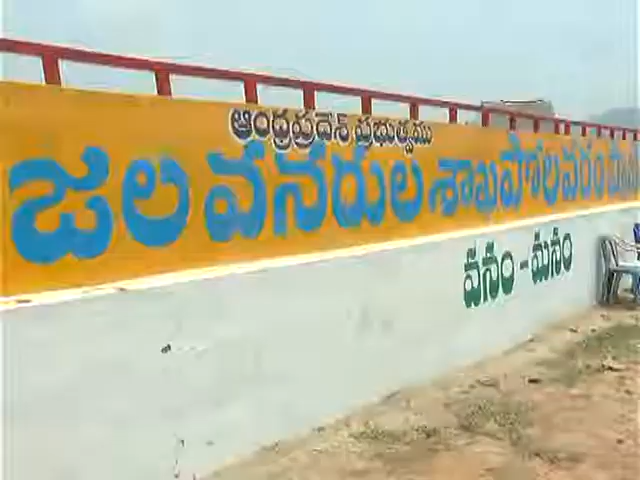 ఆంధ్రప్రదేశ్ ప్రభుత్వము
జల వనరుల శాఖ పోలవరం
వనం - మనం